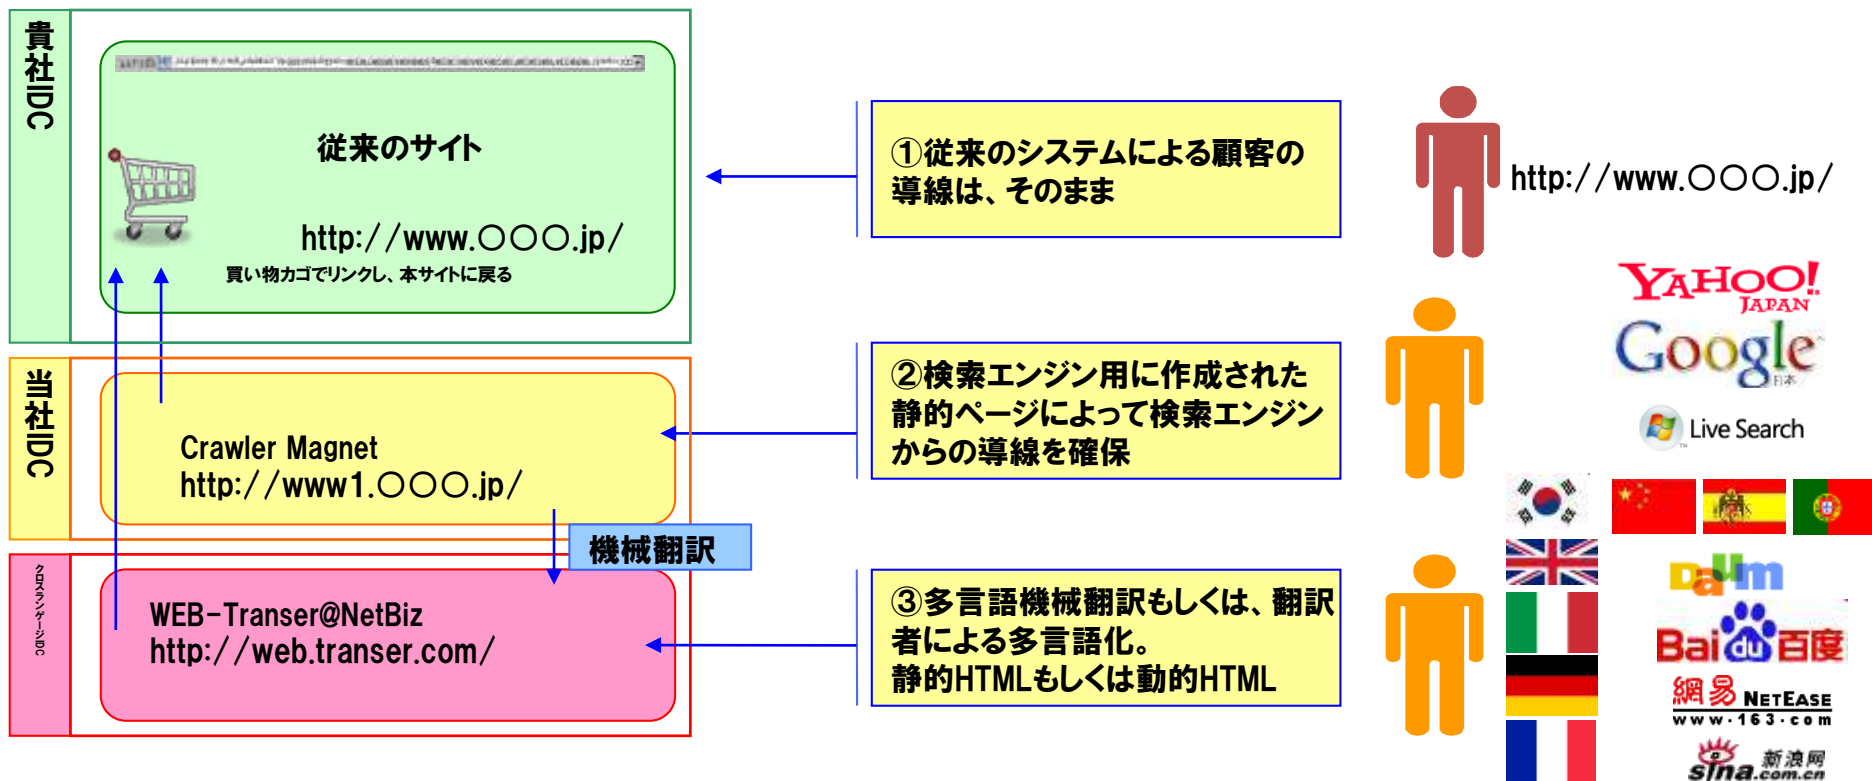 貴社IDC
従来のサイト
http://www.〇〇〇.jp/
買い物カゴでリンクし、本サイトに戻る
①従来のシステムによる顧客の
導線は、そのまま
http://www.〇〇〇.jp/
YAHOO!
JAPAN
Google
日本
Live Search
当社IDC
Crawler Magnet
http://www1.〇〇〇.jp/
②検索エンジン用に作成された
静的ページによって検索エンジン
からの導線を確保
機械翻訳
クロスランゲージIDC
WEB-Transer@NetBiz
http://web.transer.com/
③多言語機械翻訳もしくは、翻訳
者による多言語化。
静的HTMLもしくは動的HTML
Daum
Bai du 百度
網易 NETEASE
www.163.com
sina 新浪网
.com.cn